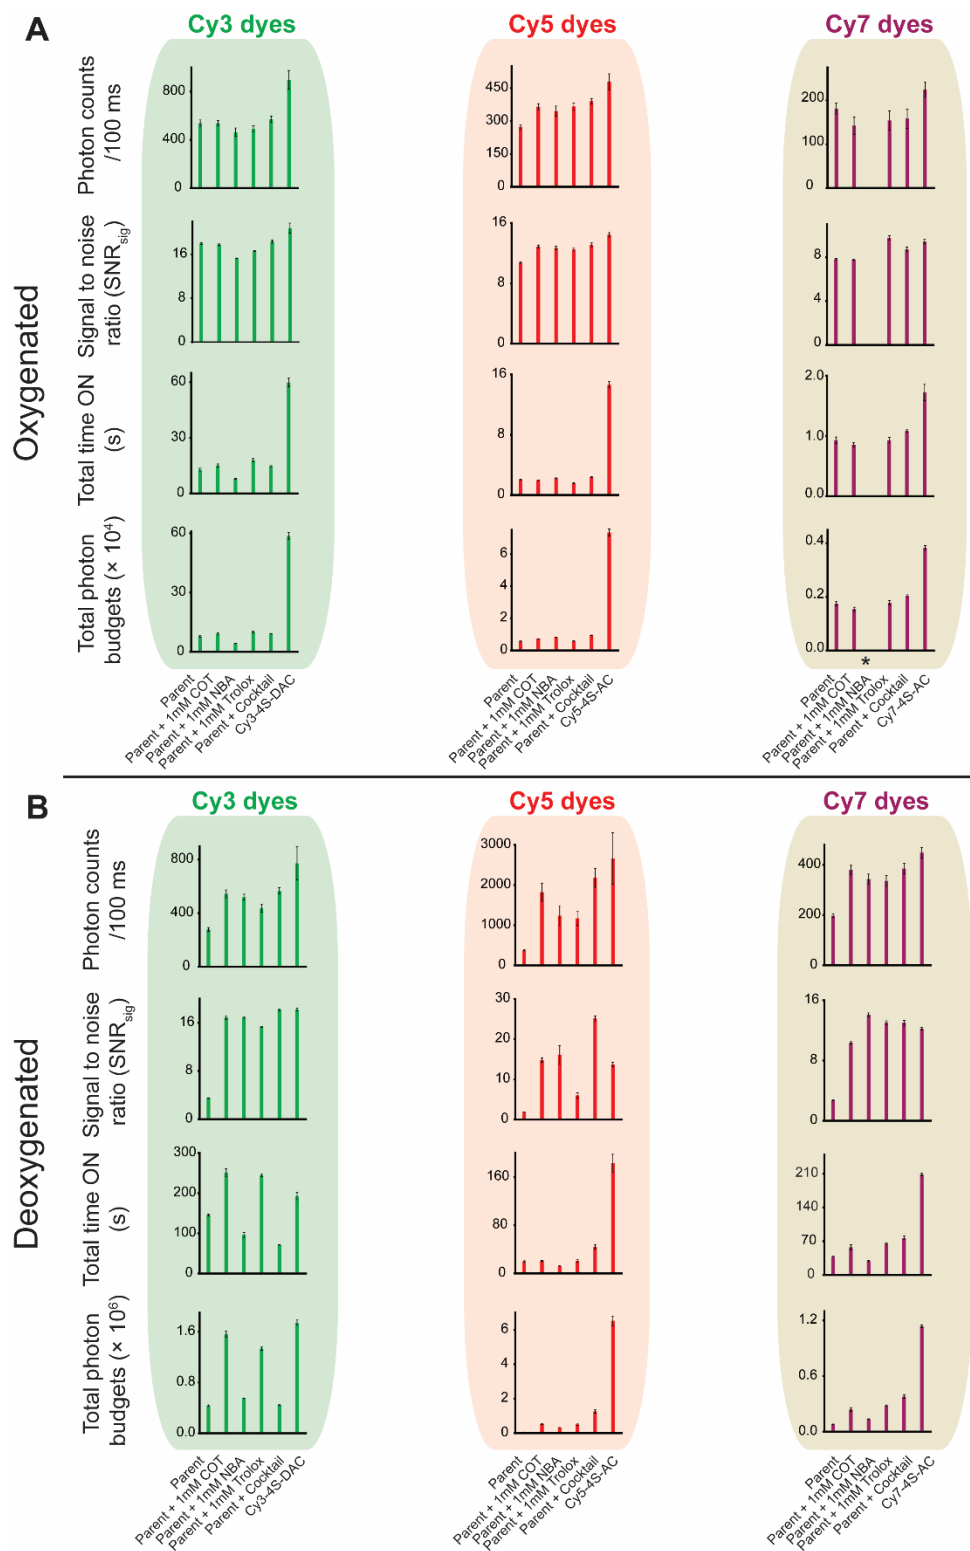 A
Cy3 dyes
Cy5 dyes
Cy7 dyes
Oxygenated
Photon counts
/100 ms
800
400
0
450
300
150
0
200
100
0
Signal to noise
ratio (SNRsig)
16
8
0
16
8
0
8
4
0
Total time ON
(s)
60
30
0
16
8
0
2.0
1.0
0.0
Total photon
budgets (× 10⁴)
60
30
0
6
4
2
0
0.4
0.2
0.0
*
Parent
Parent + 1mM COT
Parent + 1mM NBA
Parent + 1mM Trolox
Parent + Cocktail
Cy3-4S-DAC
Parent
Parent + 1mM COT
Parent + 1mM NBA
Parent + 1mM Trolox
Parent + Cocktail
Cy5-4S-AC
Parent
Parent + 1mM COT
Parent + 1mM NBA
Parent + 1mM Trolox
Parent + Cocktail
Cy7-4S-AC
B
Cy3 dyes
Cy5 dyes
Cy7 dyes
Deoxygenated
Photon counts
/100 ms
800
400
0
3000
2000
1000
0
400
200
0
Signal to noise
ratio (SNRsig)
16
8
0
30
20
10
0
16
8
0
Total time ON
(s)
300
200
100
0
160
80
0
210
140
70
0
Total photon
budgets (× 10⁶)
1.6
0.8
0.0
6
4
2
0
1.2
0.6
0.0
Parent
Parent + 1mM COT
Parent + 1mM NBA
Parent + 1mM Trolox
Parent + Cocktail
Cy3-4S-DAC
Parent
Parent + 1mM COT
Parent + 1mM NBA
Parent + 1mM Trolox
Parent + Cocktail
Cy5-4S-AC
Parent
Parent + 1mM COT
Parent + 1mM NBA
Parent + 1mM Trolox
Parent + Cocktail
Cy7-4S-AC